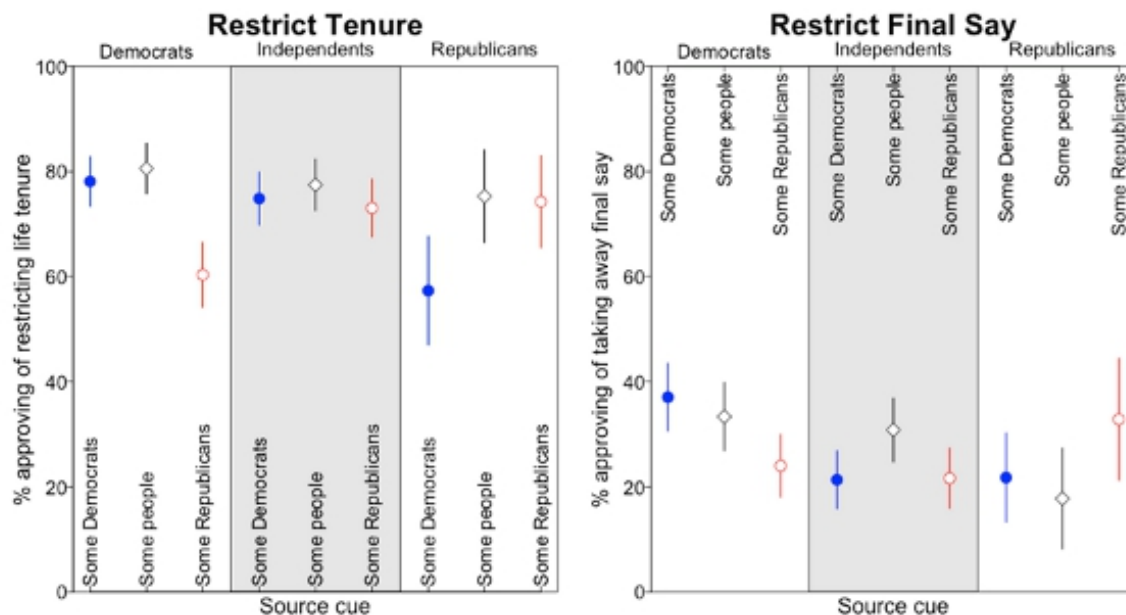 Restrict Tenure
Democrats
Independents
Republicans
% approving of restricting life tenure
100
80
60
40
20
0
Some Democrats
Some people
Some Republicans
Some Democrats
Some people
Some Republicans
Some Democrats
Some people
Some Republicans
Source cue
Restrict Final Say
Democrats
Independents
Republicans
% approving of taking away final say
100
80
60
40
20
0
Some Democrats
Some people
Some Republicans
Some Democrats
Some people
Some Republicans
Some Democrats
Some people
Some Republicans
Source cue